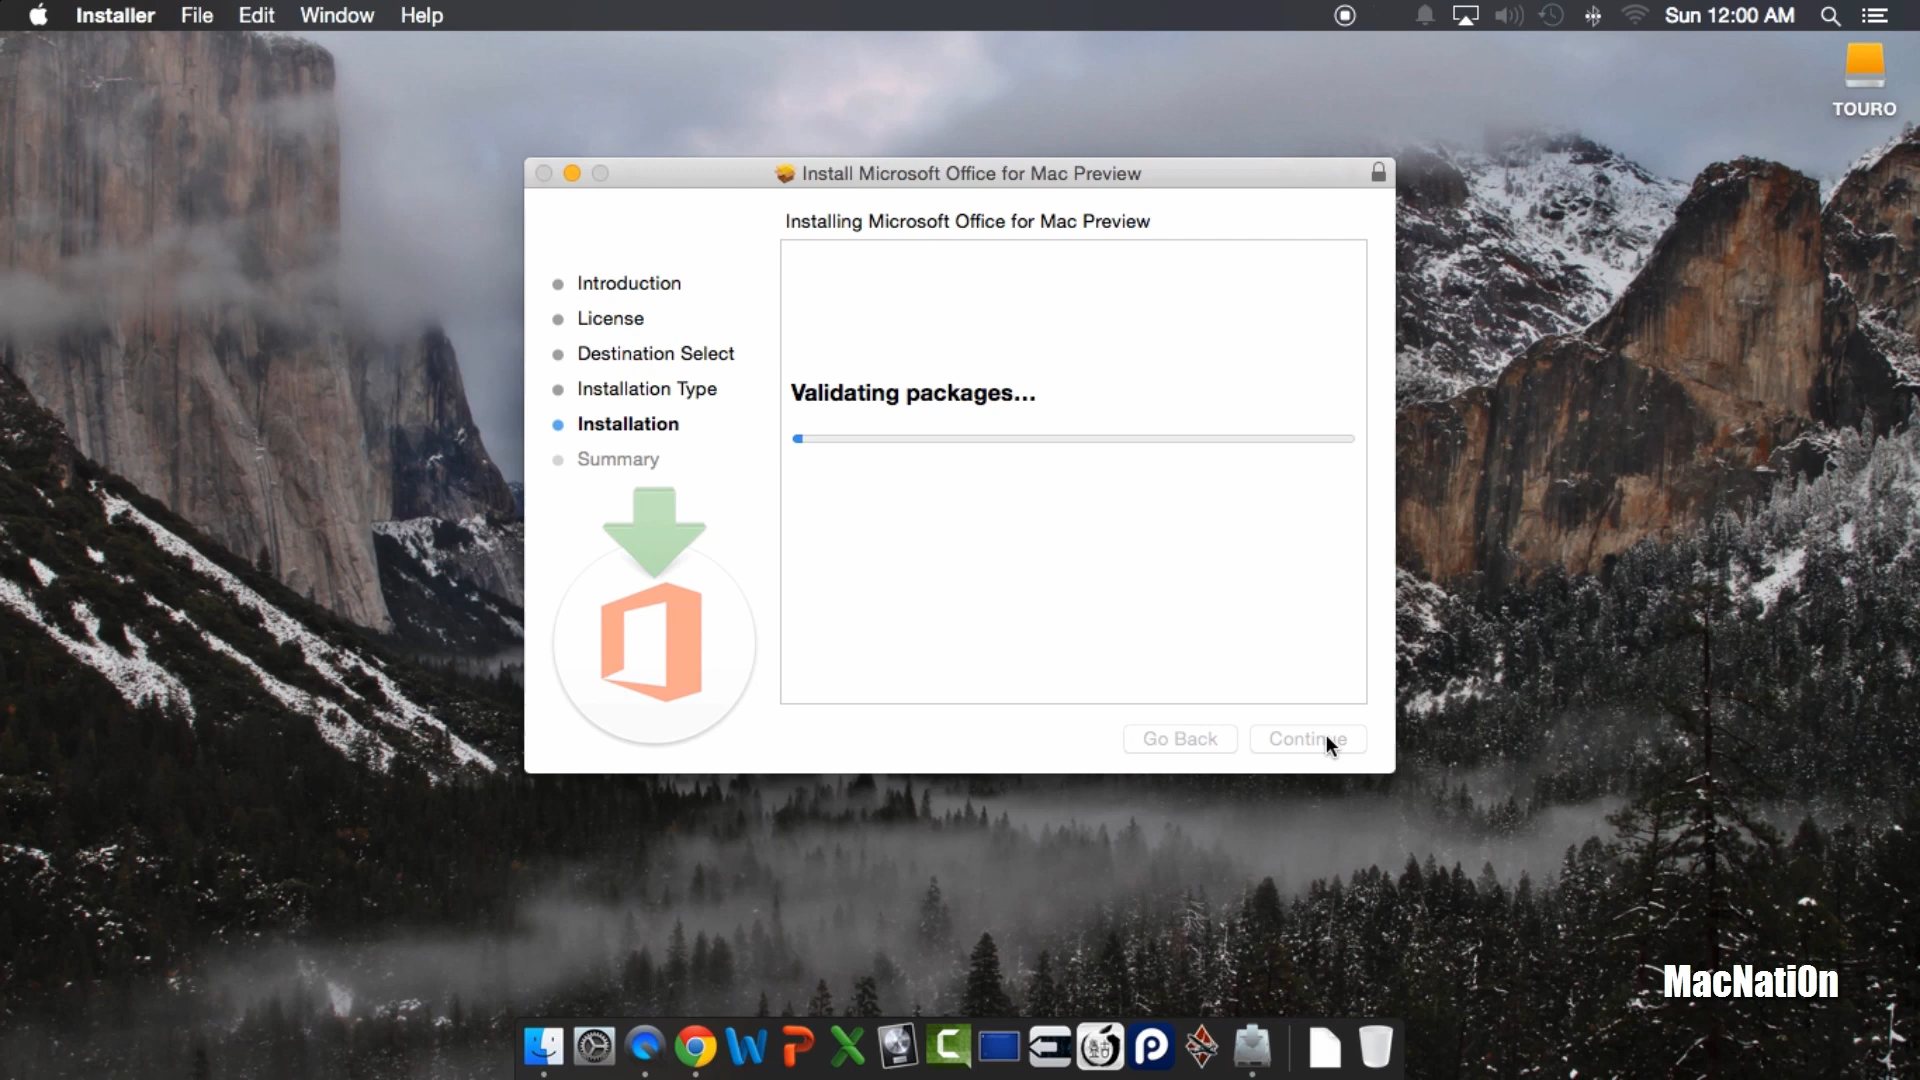 Installer File Edit Window Help Sun 12:00 AM
TOURO
Install Microsoft Office for Mac Preview
Installing Microsoft Office for Mac Preview
Introduction
License
Destination Select
Installation Type
Installation
Summary
Validating packages...
Go Back Continue
MacNatiOn